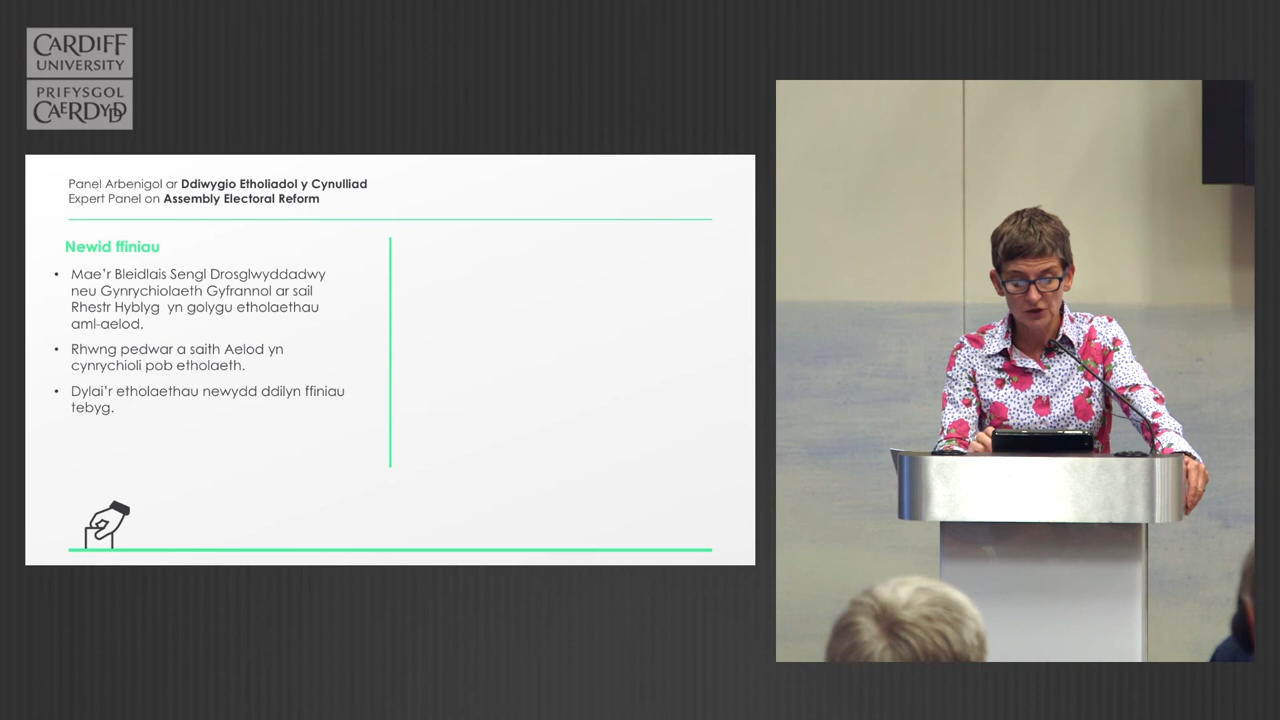 CARDIFF
UNIVERSITY
PRIFYSGOL
CAERDYDD
Panel Arbenigol ar Ddiwygio Etholiadol y Cynulliad
Expert Panel on Assembly Electoral Reform
Newid ffiniau
• Mae'r Bleidlais Sengl Drosglwyddadwy
neu Gynrychiolaeth Gyfrannol ar sail
Rhestr Hyblyg yn golygu etholaethau
aml-aelod.
• Rhwng pedwar a saith Aelod yn
cynrychioli pob etholaeth.
• Dylai'r etholaethau newydd ddilyn ffiniau
tebyg.